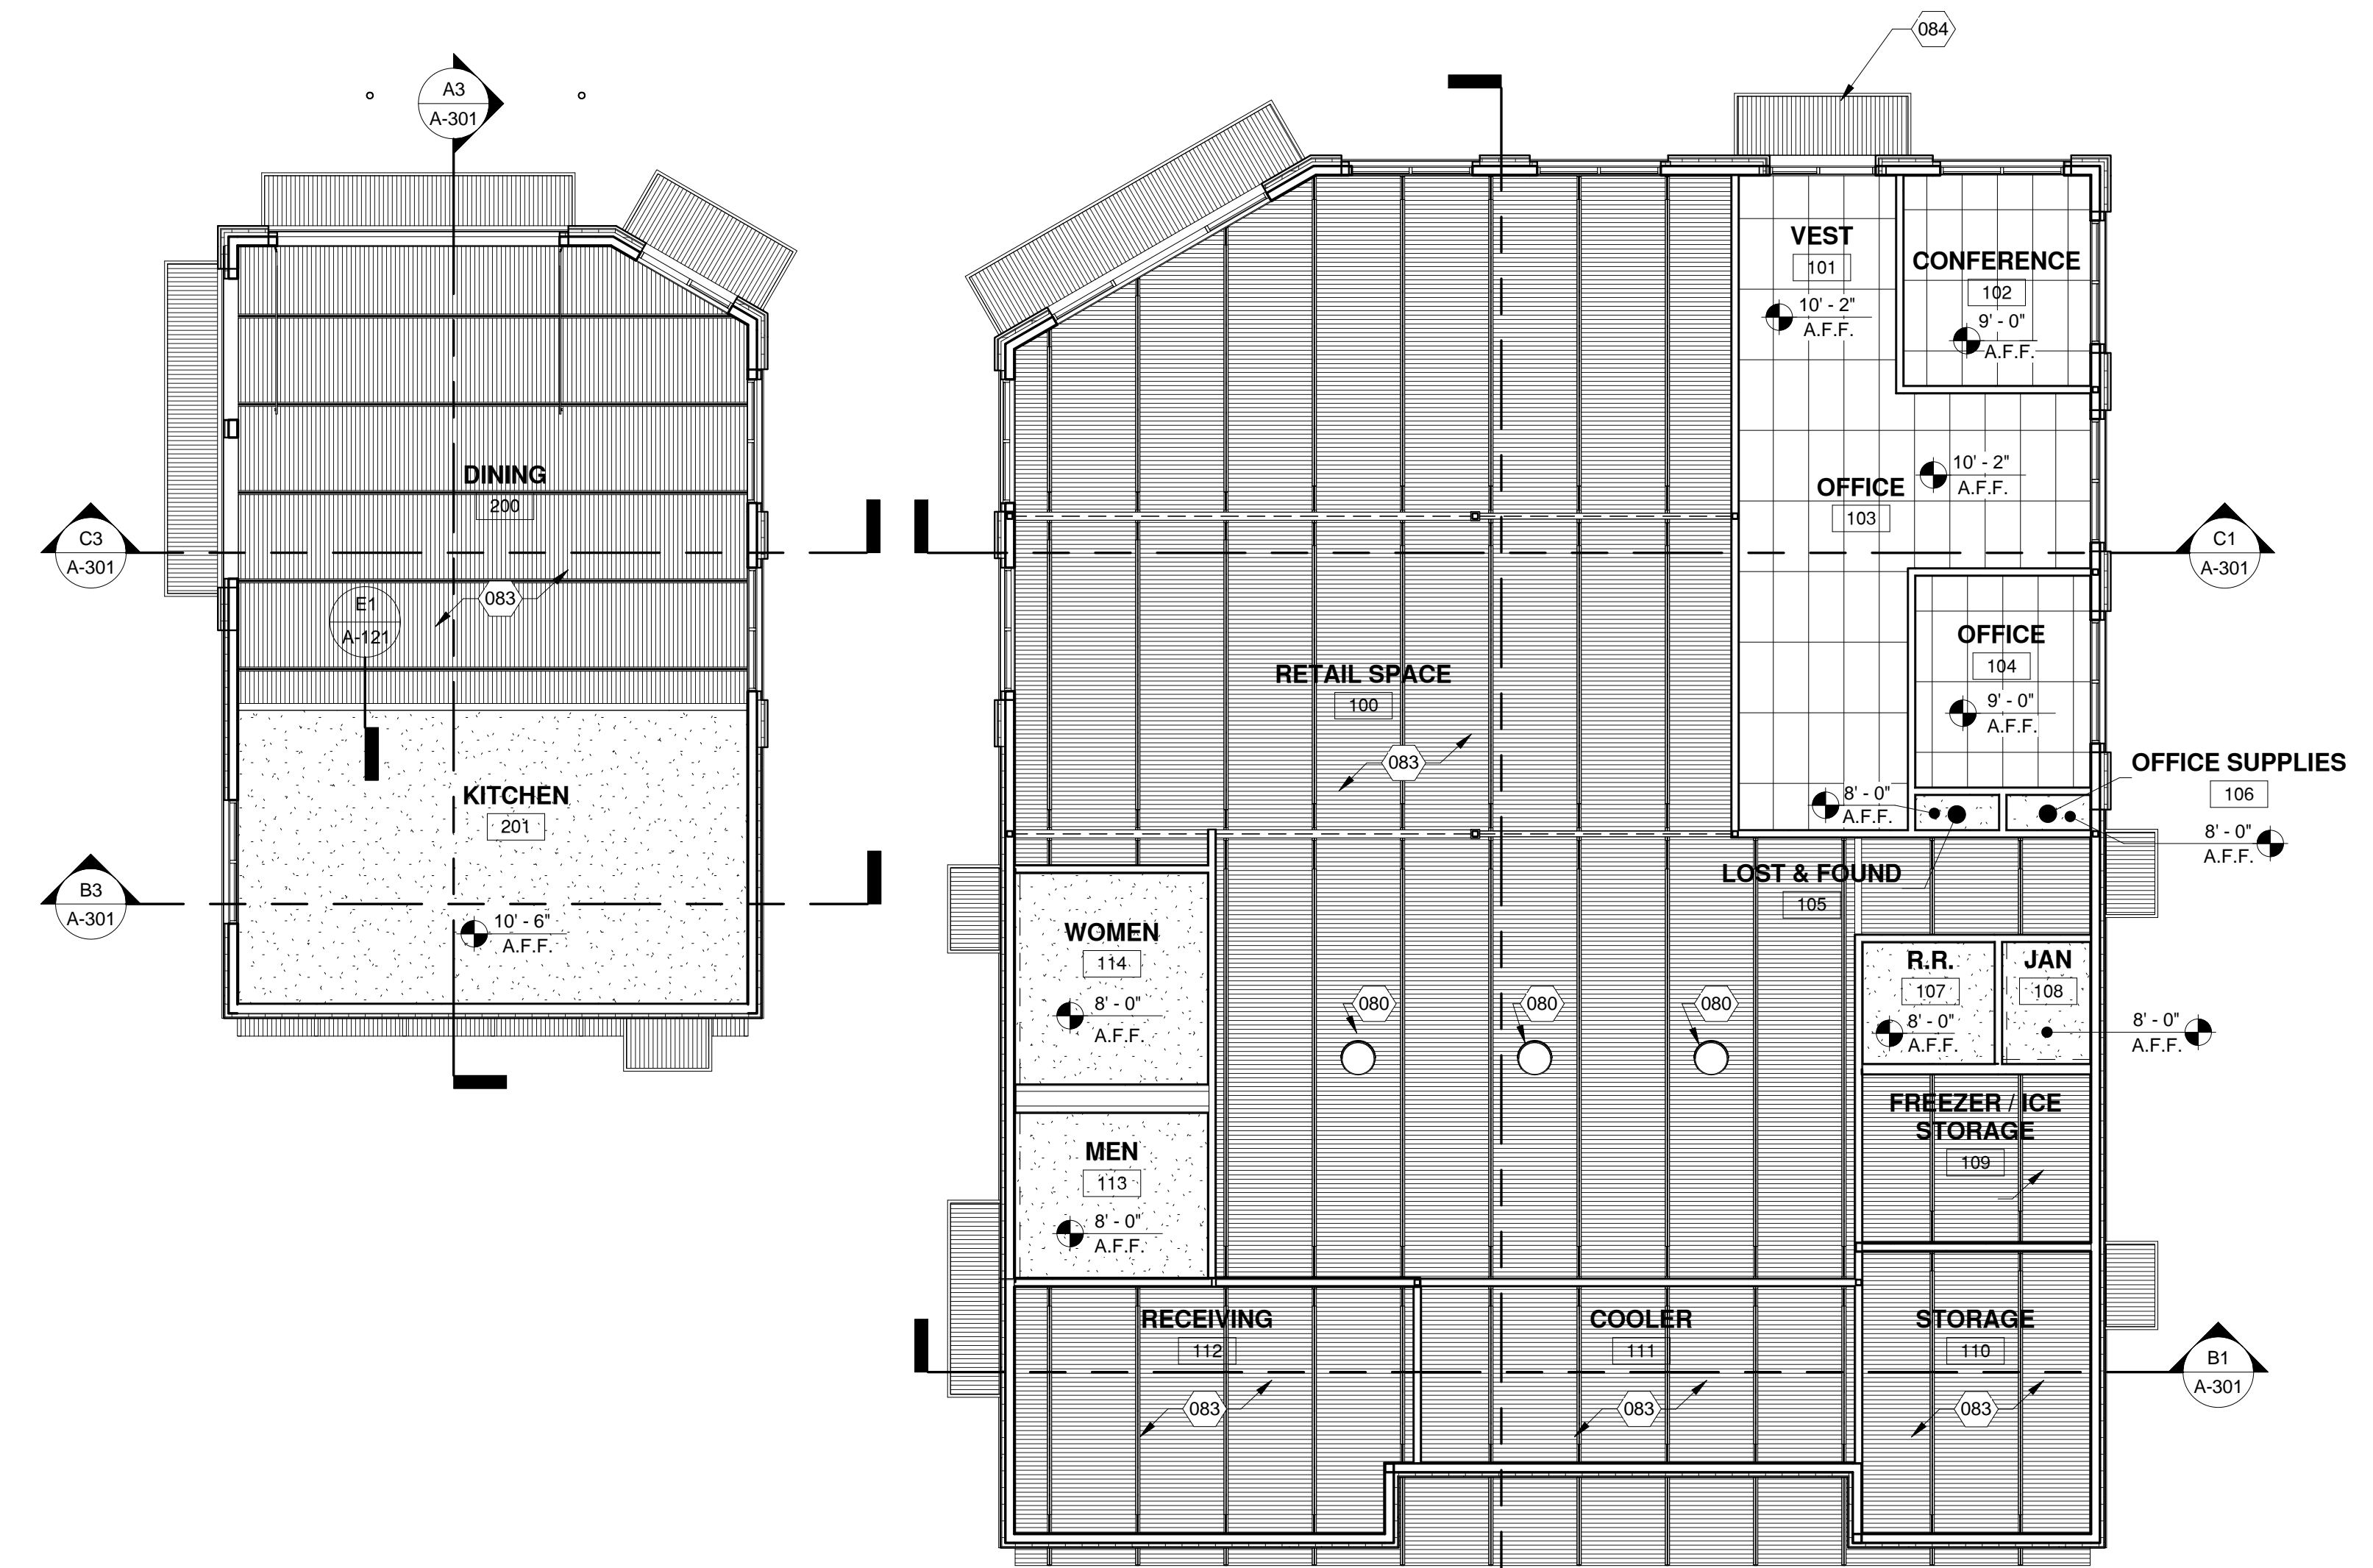 084
A3
A-301
VEST
101
10' - 2"
A.F.F.
CONFERENCE
102
9' - 0"
A.F.F.
DINING
200
10' - 2"
A.F.F.
OFFICE
103
C3
A-301
C1
A-301
083
E1
A-121
OFFICE
104
9' - 0"
A.F.F.
RETAIL SPACE
100
083
OFFICE SUPPLIES
106
8' - 0"
A.F.F.
KITCHEN
201
8' - 0"
A.F.F.
LOST & FOUND
105
B3
A-301
10' - 6"
A.F.F.
WOMEN
114
8' - 0"
A.F.F.
R.R.
107
8' - 0"
A.F.F.
JAN
108
8' - 0"
A.F.F.
080
080
080
FREEZER / ICE
STORAGE
109
MEN
113
8' - 0"
A.F.F.
RECEIVING
112
COOLER
111
STORAGE
110
B1
A-301
083
083
083